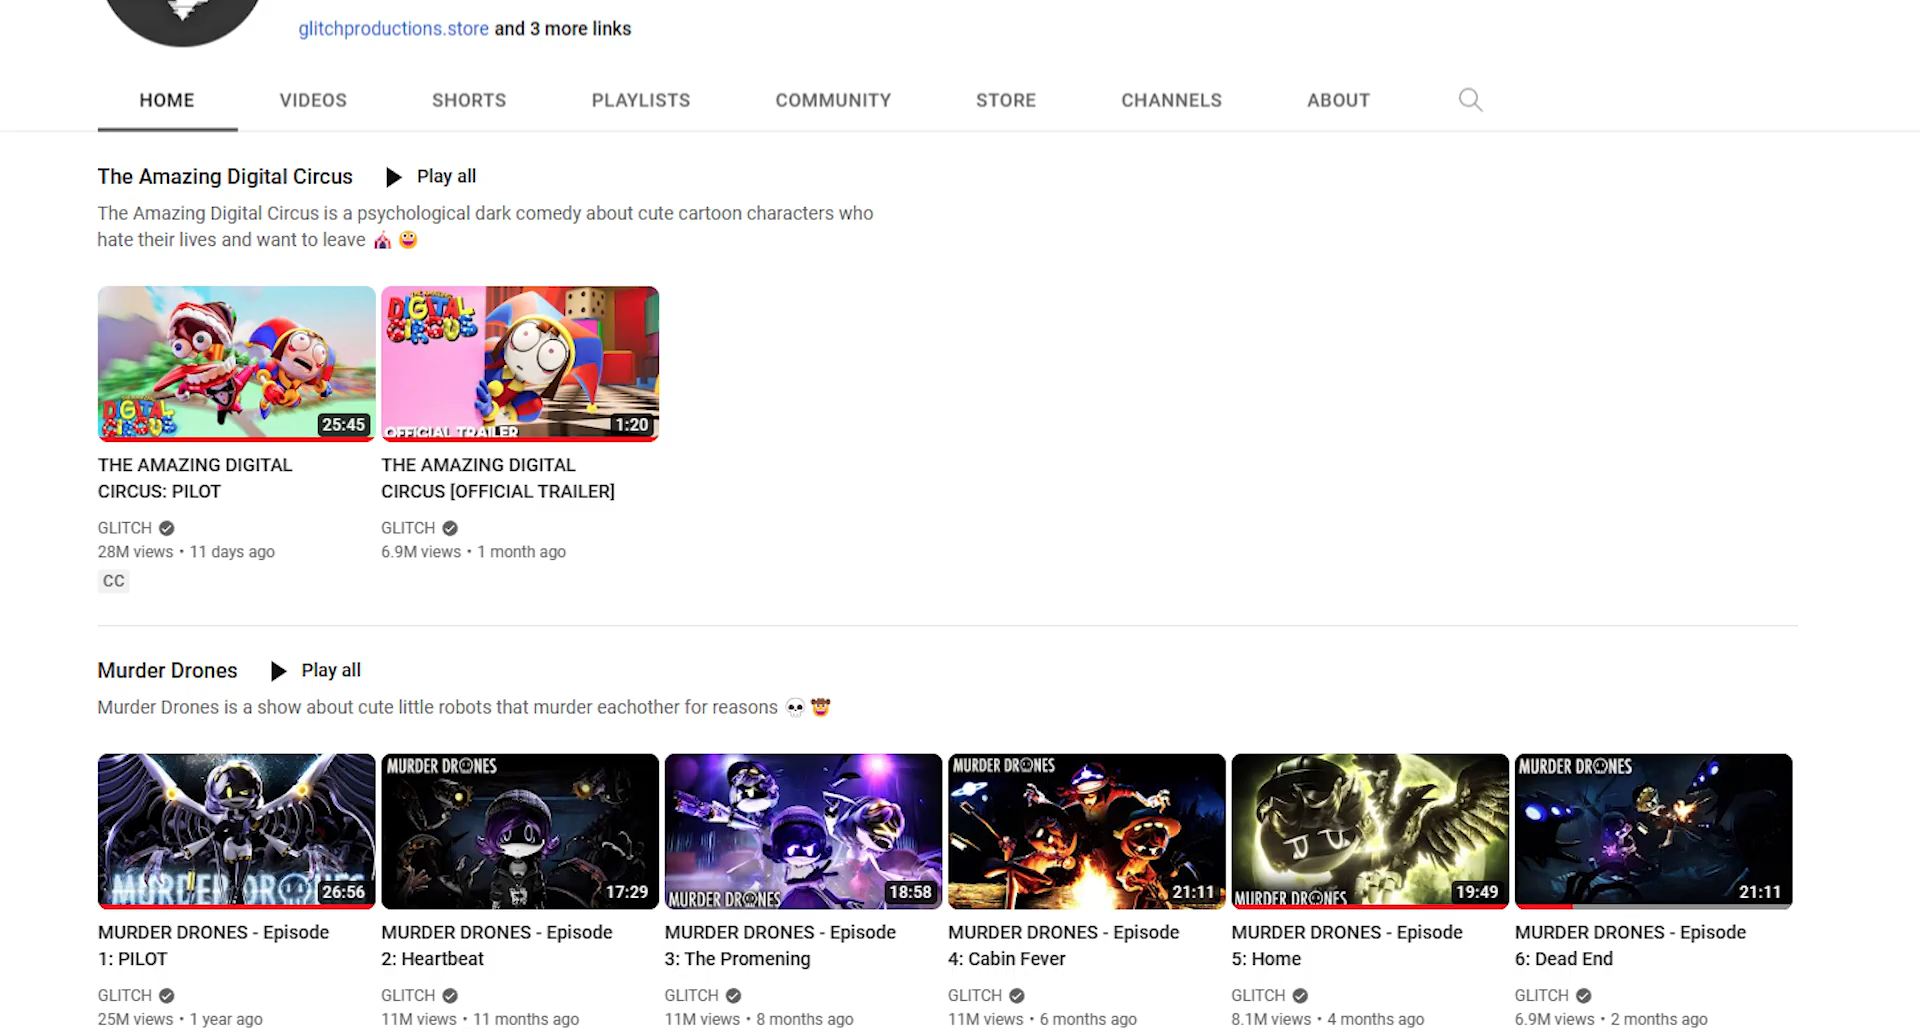 glitchproductions.store and 3 more links
HOME VIDEOS SHORTS PLAYLISTS COMMUNITY STORE CHANNELS ABOUT
The Amazing Digital Circus Play all
The Amazing Digital Circus is a psychological dark comedy about cute cartoon characters who
hate their lives and want to leave 🎪 😀
THE AMAZING
DIGITAL
CIRCUS
DIGITAL
CIRCUS
25:45
OFFICIAL TRAILER
1:20
THE AMAZING DIGITAL
CIRCUS: PILOT
GLITCH
28M views • 11 days ago
CC
THE AMAZING DIGITAL
CIRCUS [OFFICIAL TRAILER]
GLITCH
6.9M views • 1 month ago
Murder Drones Play all
Murder Drones is a show about cute little robots that murder eachother for reasons 💀 🤠
MURDER DRONES
26:56
MURDER DRONES
17:29
MURDER DRONES
18:58
MURDER DRONES
21:11
MURDER DRONES
19:49
MURDER DRONES
21:11
MURDER DRONES - Episode
1: PILOT
GLITCH
25M views • 1 year ago
MURDER DRONES - Episode
2: Heartbeat
GLITCH
11M views • 11 months ago
MURDER DRONES - Episode
3: The Promening
GLITCH
11M views • 8 months ago
MURDER DRONES - Episode
4: Cabin Fever
GLITCH
11M views • 6 months ago
MURDER DRONES - Episode
5: Home
GLITCH
8.1M views • 4 months ago
MURDER DRONES - Episode
6: Dead End
GLITCH
6.9M views • 2 months ago